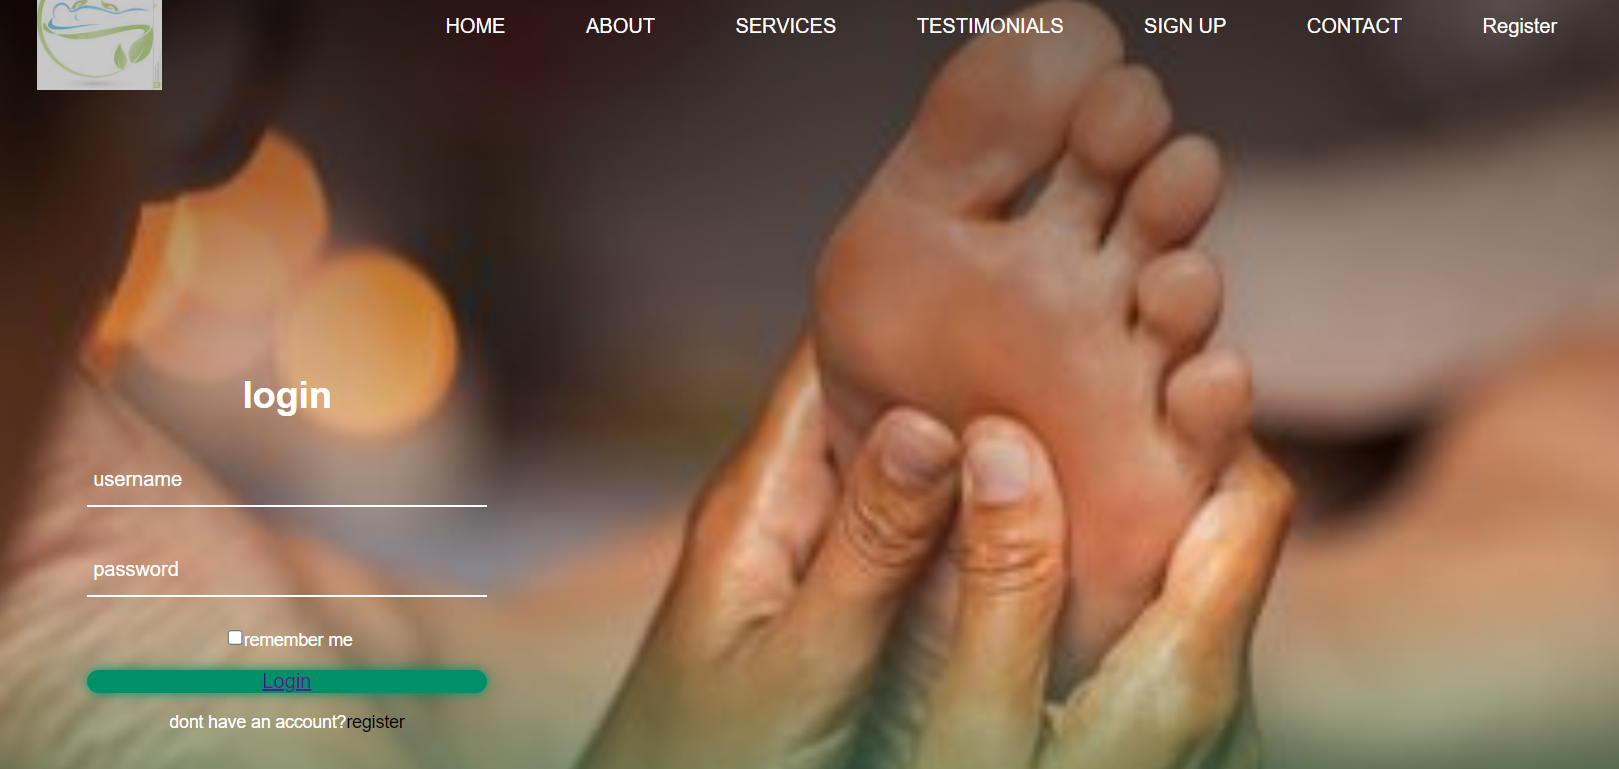 HOME ABOUT SERVICES TESTIMONIALS SIGN UP CONTACT Register
login
username
password
remember me
Login
dont have an account?register